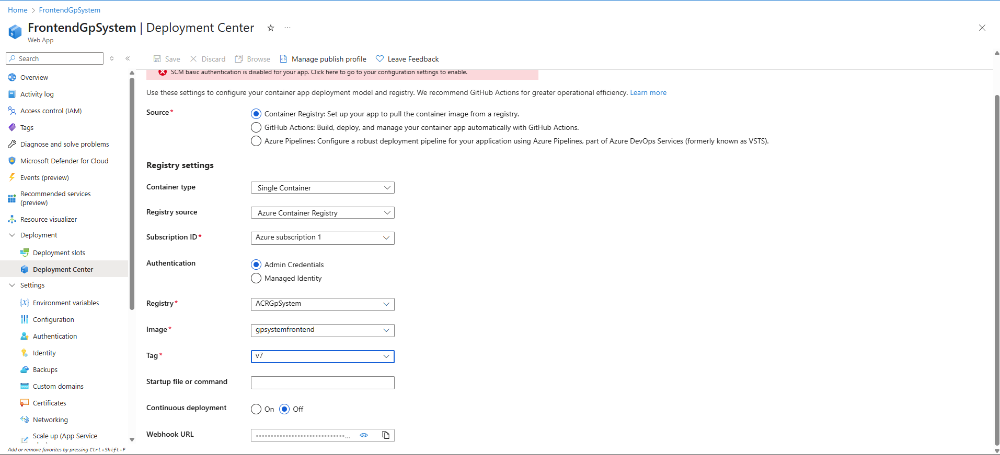 Home > FrontendGpSystem
FrontendGpSystem | Deployment Center
Web App
Search
Save
Discard
Browse
Manage publish profile
Leave Feedback
Overview
Activity log
Access control (IAM)
Tags
Diagnose and solve problems
Microsoft Defender for Cloud
Events (preview)
Recommended services
(preview)
Resource visualizer
Deployment
Deployment slots
Deployment Center
Settings
Environment variables
Configuration
Authentication
Identity
Backups
Custom domains
Certificates
Networking
Scale up (App Service
Add or remove favorites by pressing Ctrl+Shift+F
SCM basic authentication is disabled for your app. Click here to go to your configuration settings to enable.
Use these settings to configure your container app deployment model and registry. We recommend GitHub Actions for greater operational efficiency. Learn more
Source*
Container Registry: Set up your app to pull the container image from a registry.
GitHub Actions: Build, deploy, and manage your container app automatically with GitHub Actions.
Azure Pipelines: Configure a robust deployment pipeline for your application using Azure Pipelines, part of Azure DevOps Services (formerly known as VSTS).
Registry settings
Container type
Single Container
Registry source
Azure Container Registry
Subscription ID*
Azure subscription 1
Authentication
Admin Credentials
Managed Identity
Registry*
ACRGpSystem
Image*
gpsystemfrontend
Tag*
v7
Startup file or command
Continuous deployment
On
Off
Webhook URL